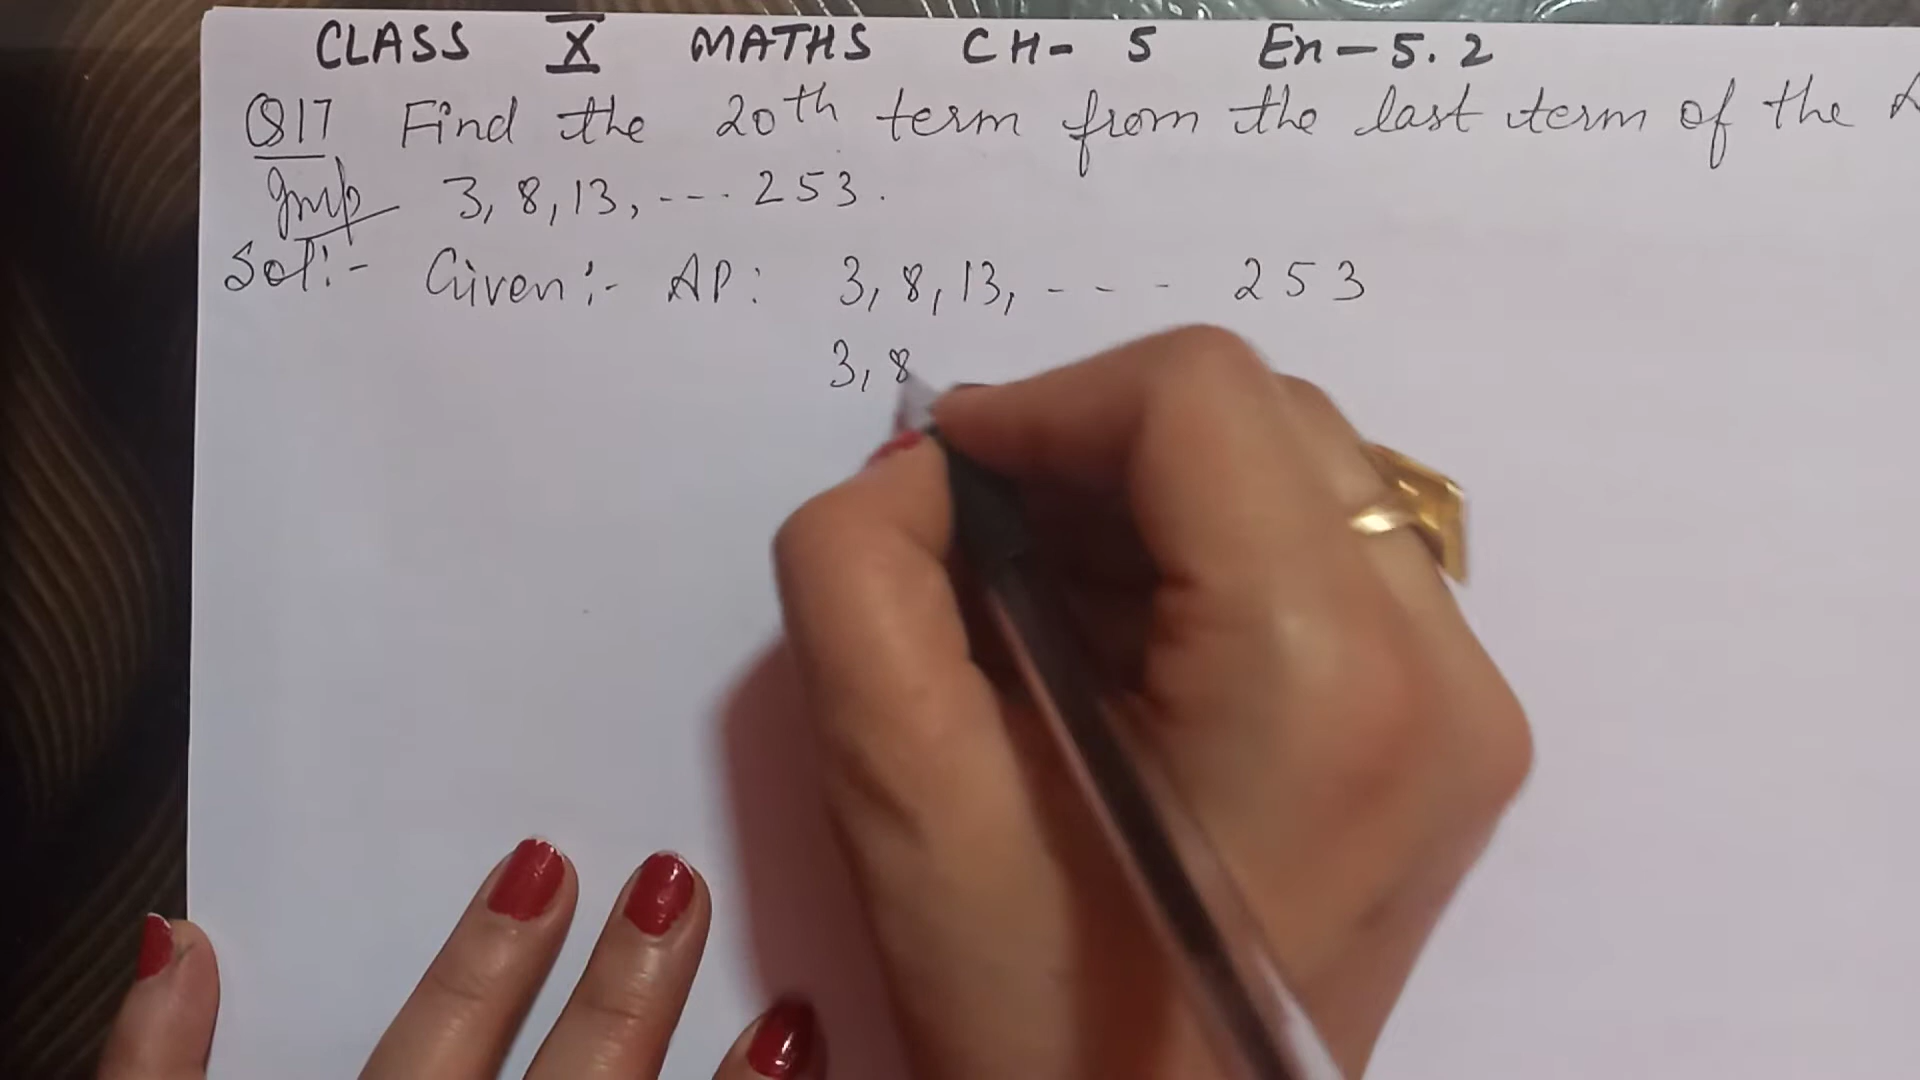 CLASS X MATHS CH- 5 Ex-5.2
Q17 Find the 20th term from the last term of the
Imp 3, 8, 13, --- 253.
Sol:- Given:- AP: 3, 8, 13, - - - 253
3, 8